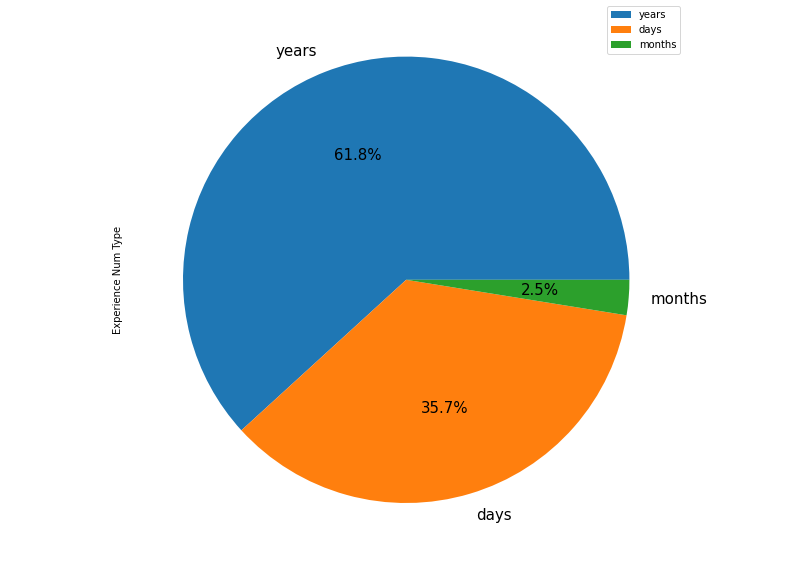 years
days
months
years
61.8%
2.5%
months
Experience Num Type
35.7%
days